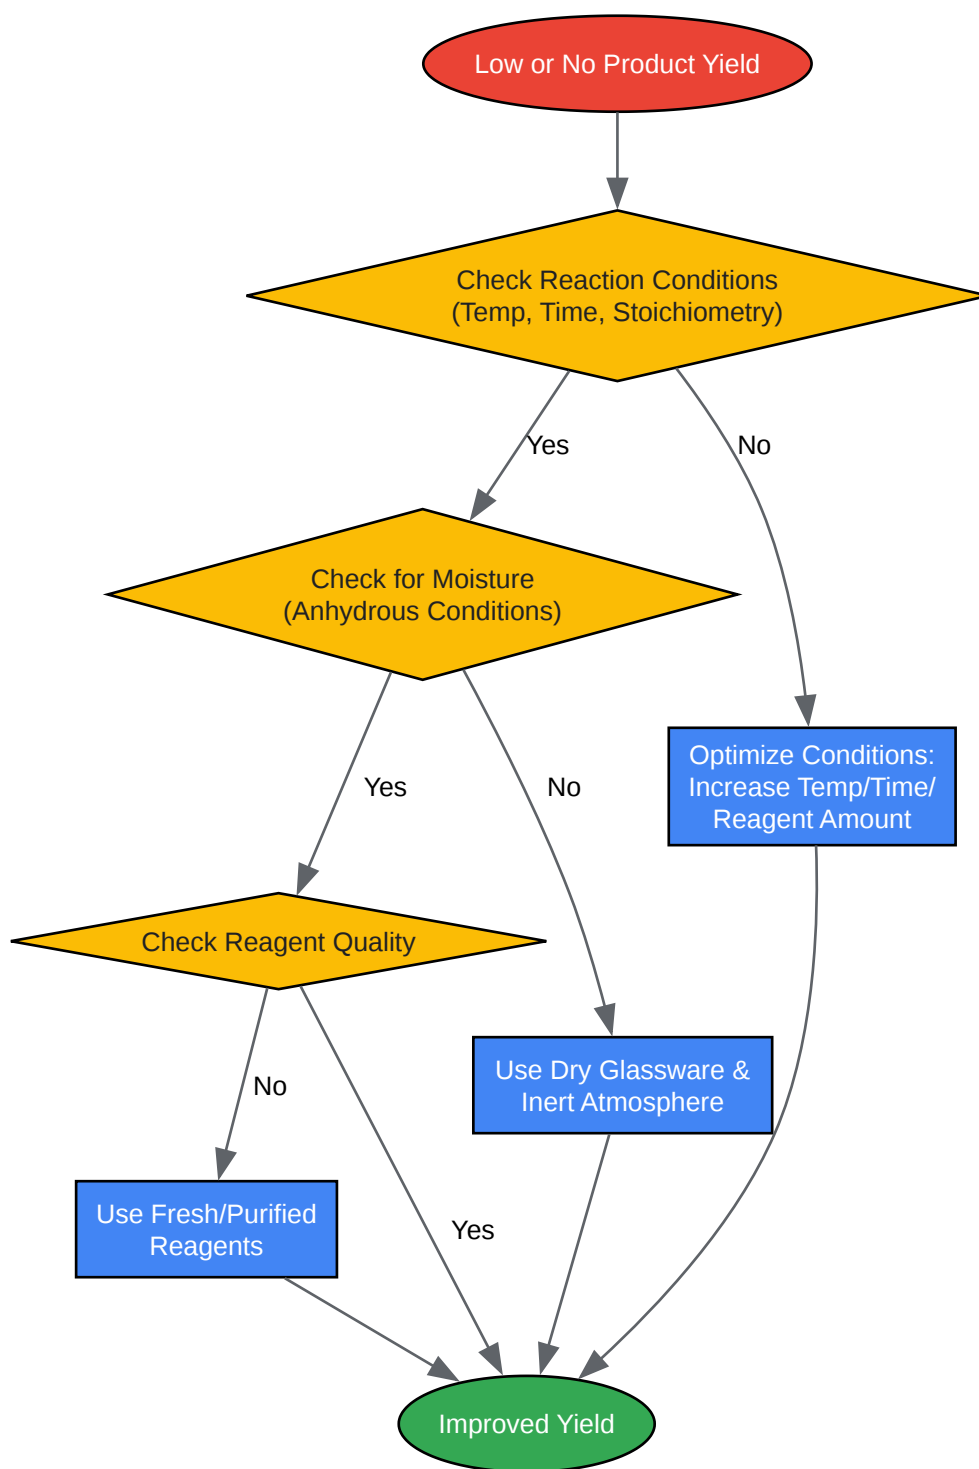 Low or No Product Yield
Check Reaction Conditions
(Temp, Time, Stoichiometry)
Yes
No
Check for Moisture
(Anhydrous Conditions)
Optimize Conditions:
Increase Temp/Time/
Reagent Amount
Yes
No
Check Reagent Quality
Use Dry Glassware &
Inert Atmosphere
No
Use Fresh/Purified
Reagents
Yes
Improved Yield